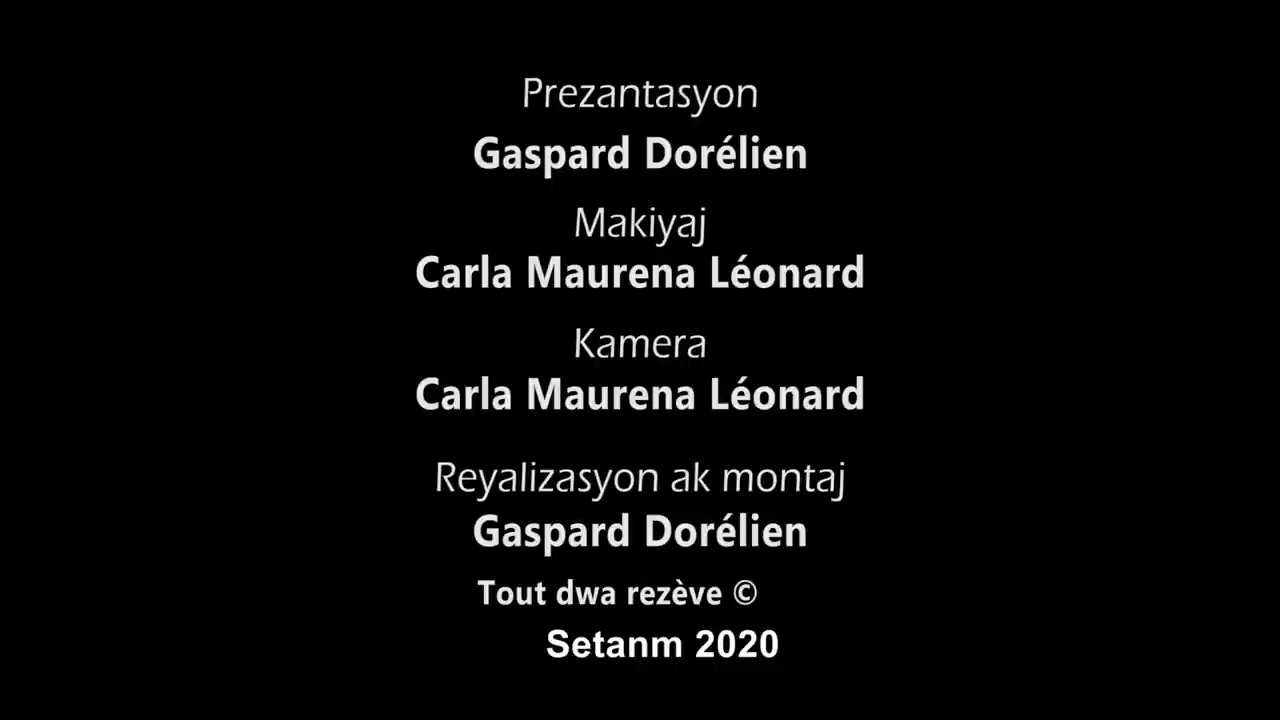 Prezantasyon
Gaspard Dorélien
Makiyaj
Carla Maurena Léonard
Kamera
Carla Maurena Léonard
Reyalizasyon ak montaj
Gaspard Dorélien
Tout dwa rezève ©
Setanm 2020